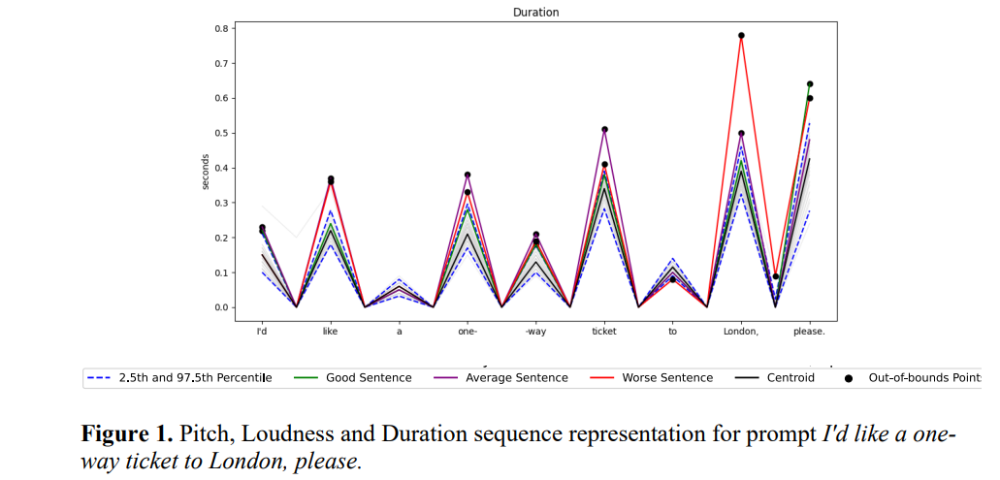 Duration
0.8
0.7
0.6
0.5
0.4
0.3
0.2
0.1
0.0
seconds
I'd like a one- -way ticket to London, please.
2.5th and 97.5th Percentile Good Sentence Average Sentence Worse Sentence Centroid Out-of-bounds Points
Figure 1. Pitch, Loudness and Duration sequence representation for prompt I'd like a one-
way ticket to London, please.